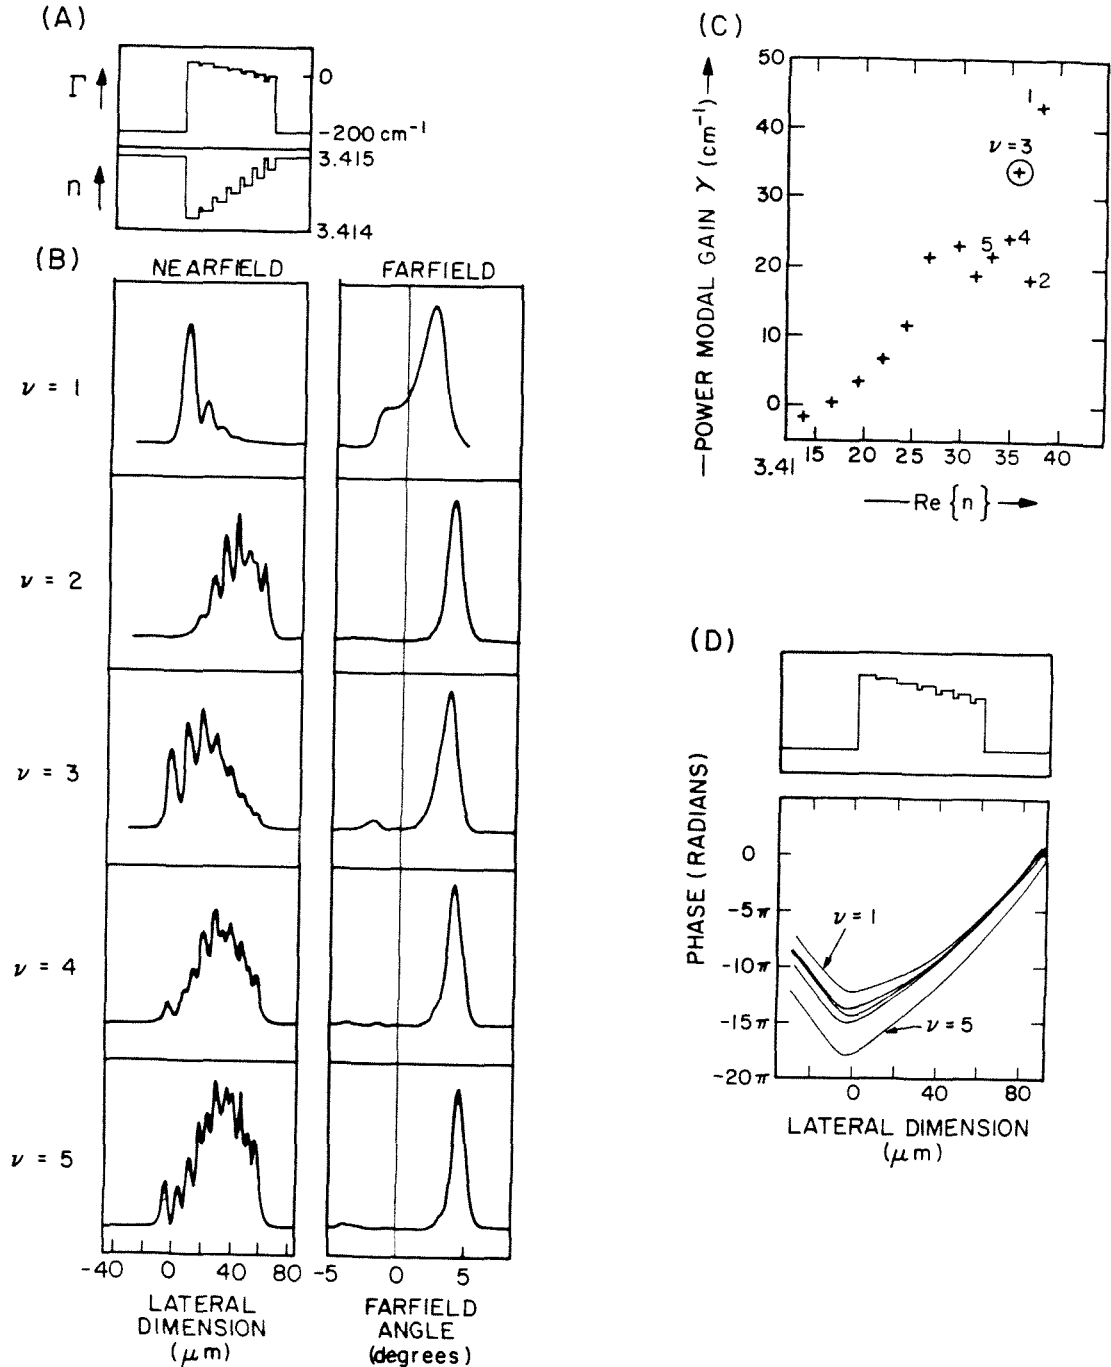 (A)
Γ
0
-200 cm⁻¹
3.415
n
3.414
(B)
NEARFIELD
FARFIELD
ν = 1
ν = 2
ν = 3
ν = 4
ν = 5
-40 0 40 80
-5 0 5
LATERAL
DIMENSION
(μm)
FARFIELD
ANGLE
(degrees)
(C)
POWER MODAL GAIN γ (cm⁻¹)
50
40
30
20
10
0
1
ν = 3
5
4
2
3.41
15 20 25 30 35 40
Re {n}
(D)
PHASE (RADIANS)
0
-5π
-10π
-15π
-20π
ν = 1
ν = 5
0 40 80
LATERAL DIMENSION
(μm)